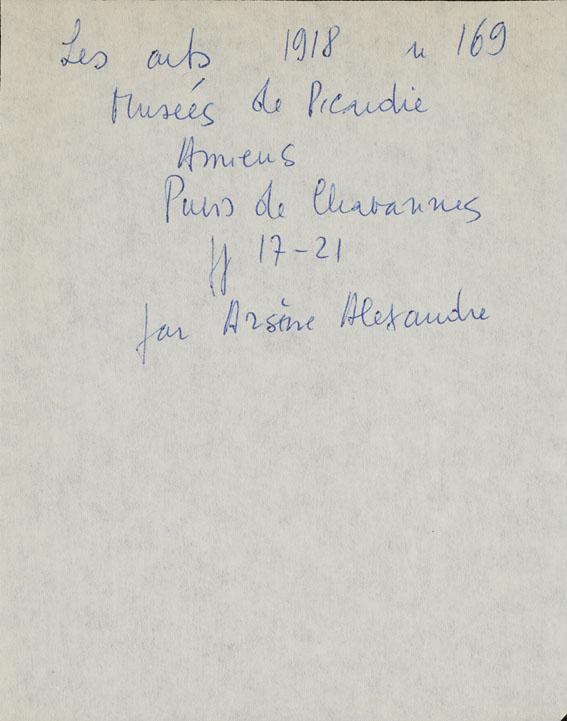 Les arts 1918 n 169
Musées de Picardie
Amiens
Puvis de Chavannes
pp 17-21
par Arsène Alexandre